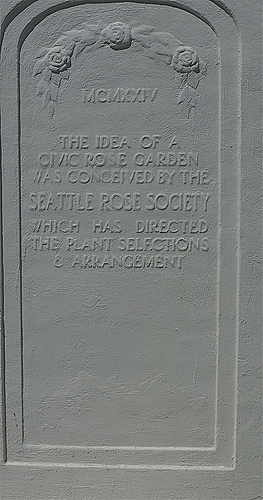 MCMXXIV
THE IDEA OF A
CIVIC ROSE GARDEN
WAS CONCEIVED BY THE
SEATTLE ROSE SOCIETY
WHICH HAS DIRECTED
THE PLANT SELECTIONS
& ARRANGEMENT